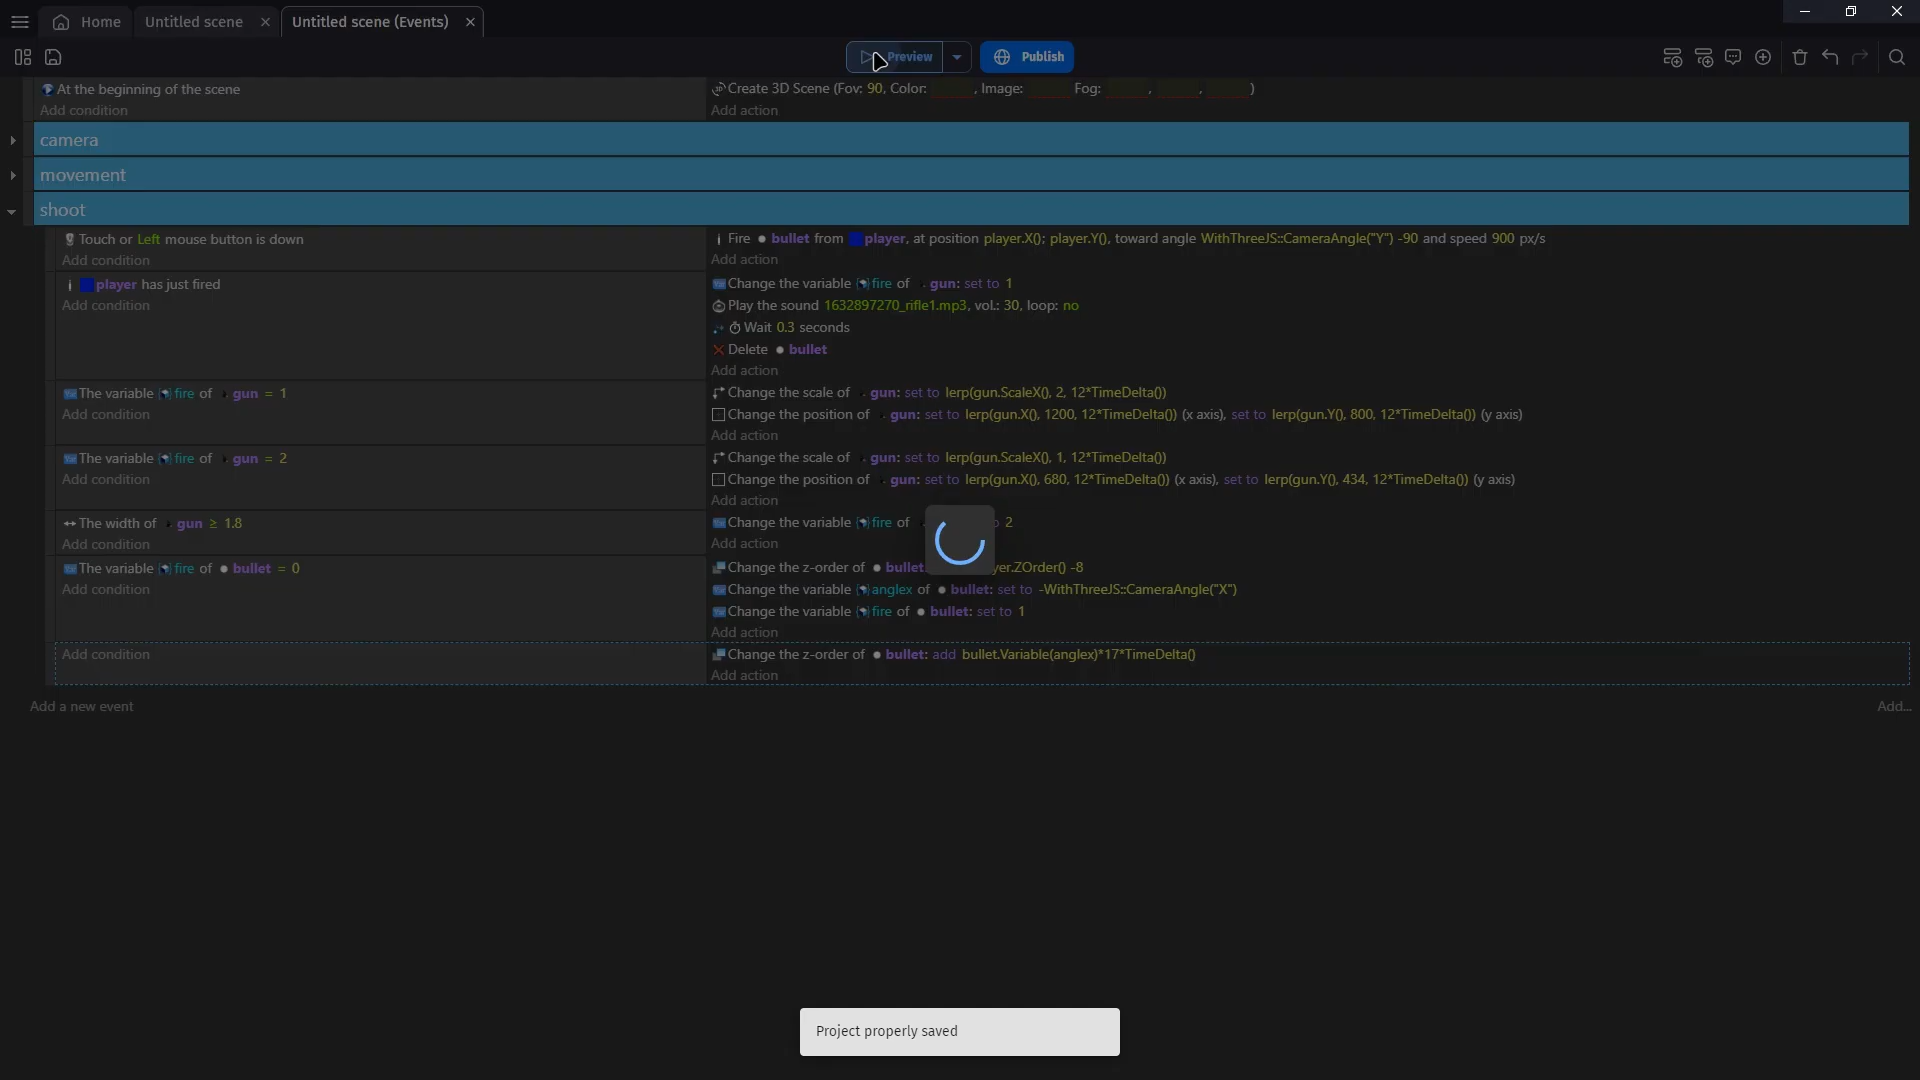 Home
Untitled scene
Untitled scene (Events)
Preview
Publish
At the beginning of the scene
Add condition
Create 3D Scene (Fov: 90, Color: , Image: Fog: , , )
Add action
camera
movement
shoot
Touch or Left mouse button is down
Add condition
Fire bullet from player, at position player.X(); player.Y(), toward angle WithThreeJS::CameraAngle("Y") -90 and speed 900 px/s
Add action
player has just fired
Add condition
Change the variable fire of gun: set to 1
Play the sound 1632897270_rifle1.mp3, vol.: 30, loop: no
Wait 0.3 seconds
Delete bullet
Add action
The variable fire of gun = 1
Add condition
Change the scale of gun: set to lerp(gun.ScaleX(), 2, 12*TimeDelta())
Change the position of gun: set to lerp(gun.X(), 1200, 12*TimeDelta()) (x axis), set to lerp(gun.Y(), 800, 12*TimeDelta()) (y axis)
Add action
The variable fire of gun = 2
Add condition
Change the scale of gun: set to lerp(gun.ScaleX(), 1, 12*TimeDelta())
Change the position of gun: set to lerp(gun.X(), 680, 12*TimeDelta()) (x axis), set to lerp(gun.Y(), 434, 12*TimeDelta()) (y axis)
Add action
The width of gun ≥ 1.8
Add condition
Change the variable fire of 2
Add action
The variable fire of bullet = 0
Add condition
Change the z-order of bullet yer.ZOrder() -8
Change the variable anglex of bullet: set to -WithThreeJS::CameraAngle("X")
Change the variable fire of bullet: set to 1
Add action
Add condition
Change the z-order of bullet: add bullet.Variable(anglex)*17*TimeDelta()
Add action
Add a new event
Add...
Project properly saved